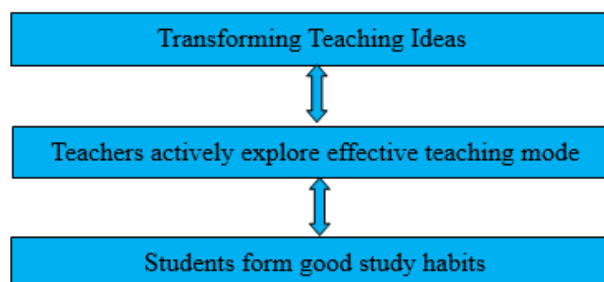 Transforming Teaching Ideas
Teachers actively explore effective teaching mode
Students form good study habits